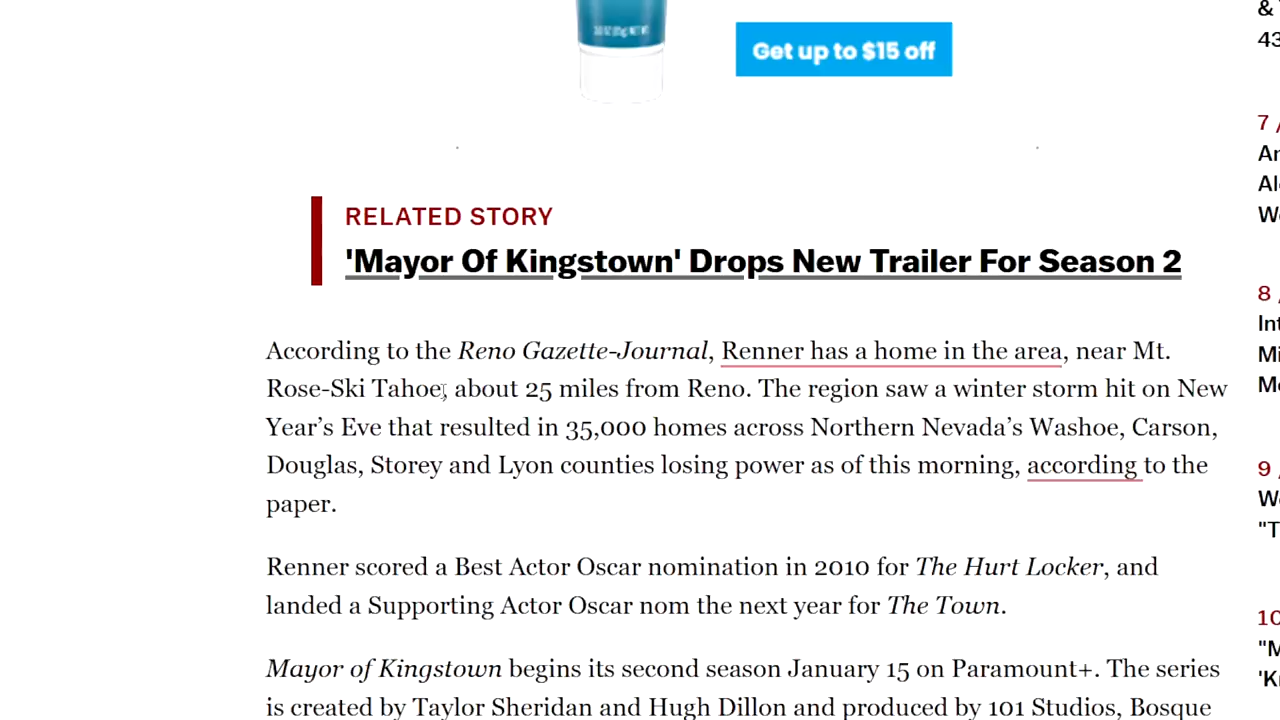 Get up to $15 off
RELATED STORY
'Mayor Of Kingstown' Drops New Trailer For Season 2
According to the Reno Gazette-Journal, Renner has a home in the area, near Mt.
Rose-Ski Tahoe, about 25 miles from Reno. The region saw a winter storm hit on New
Year’s Eve that resulted in 35,000 homes across Northern Nevada’s Washoe, Carson,
Douglas, Storey and Lyon counties losing power as of this morning, according to the
paper.
Renner scored a Best Actor Oscar nomination in 2010 for The Hurt Locker, and
landed a Supporting Actor Oscar nom the next year for The Town.
Mayor of Kingstown begins its second season January 15 on Paramount+. The series
is created by Taylor Sheridan and Hugh Dillon and produced by 101 Studios, Bosque
&
43
7 /
8 /
9 /
"T
10
"M